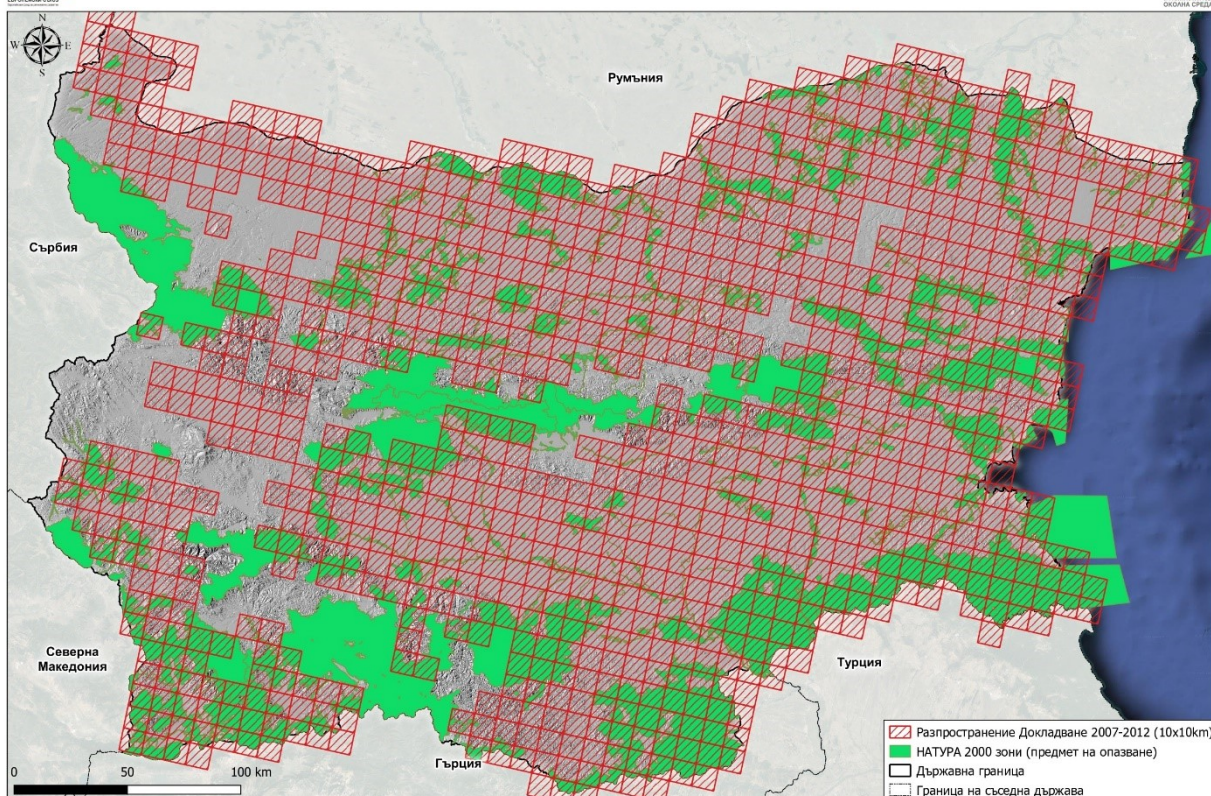 ОКОЛНА СРЕДА
N
W E
S
Румъния
Сърбия
Северна
Македония
Турция
Гърция
0 50 100 km
Разпространение Докладване 2007-2012 (10x10km)
НАТУРА 2000 зони (предмет на опазване)
Държавна граница
Граница на съседна държава